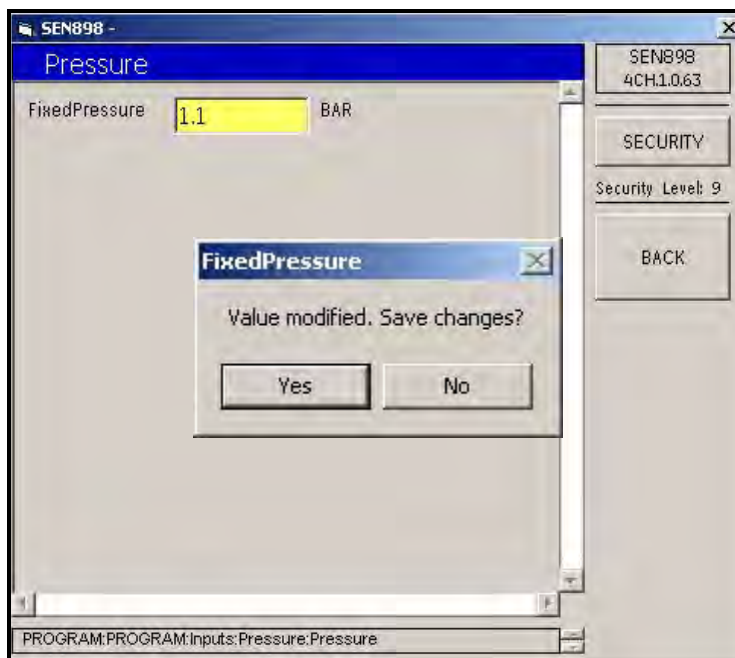 SEN898 -
Pressure
FixedPressure 1.1 BAR
SEN898
4CH.1.0.63
SECURITY
Security Level: 9
BACK
FixedPressure
Value modified. Save changes?
Yes No
PROGRAM:PROGRAM:Inputs:Pressure:Pressure